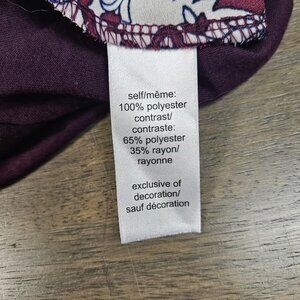 self/même:
100% polyester
contrast/
contraste:
65% polyester
35% rayon/
rayonne
exclusive of
decoration/
sauf décoration